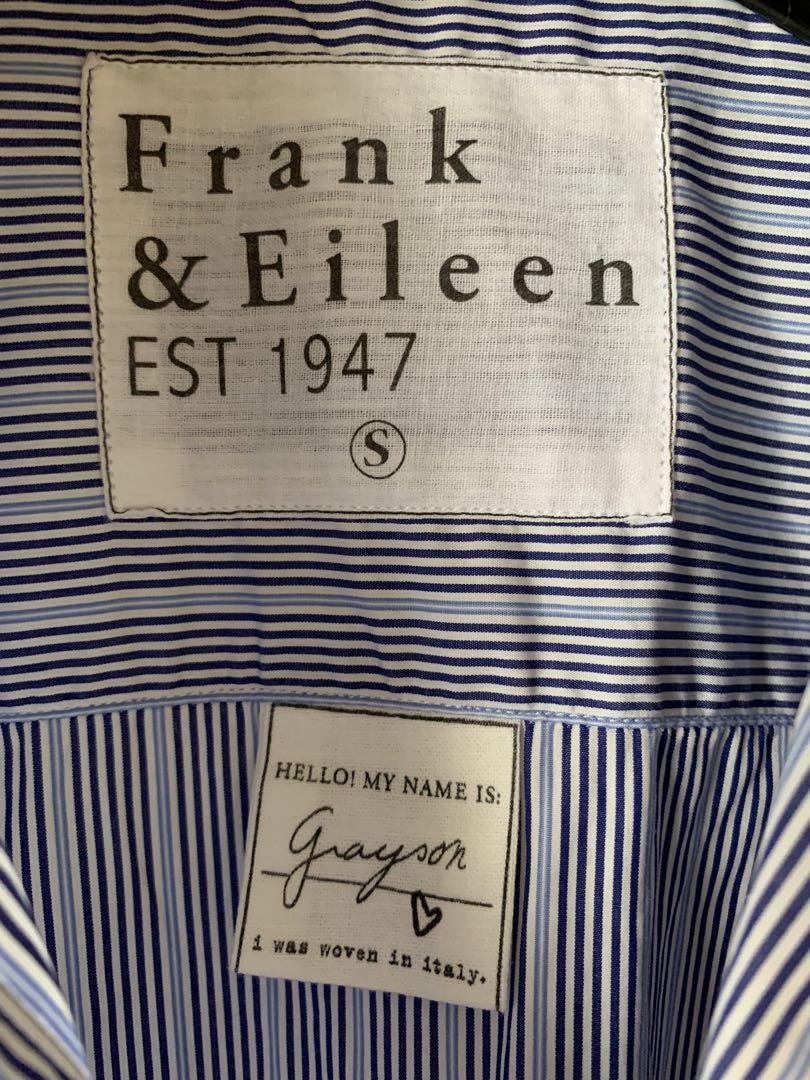 Frank
& Eileen
EST 1947
S
HELLO! MY NAME IS:
Grayson
i was woven in italy.